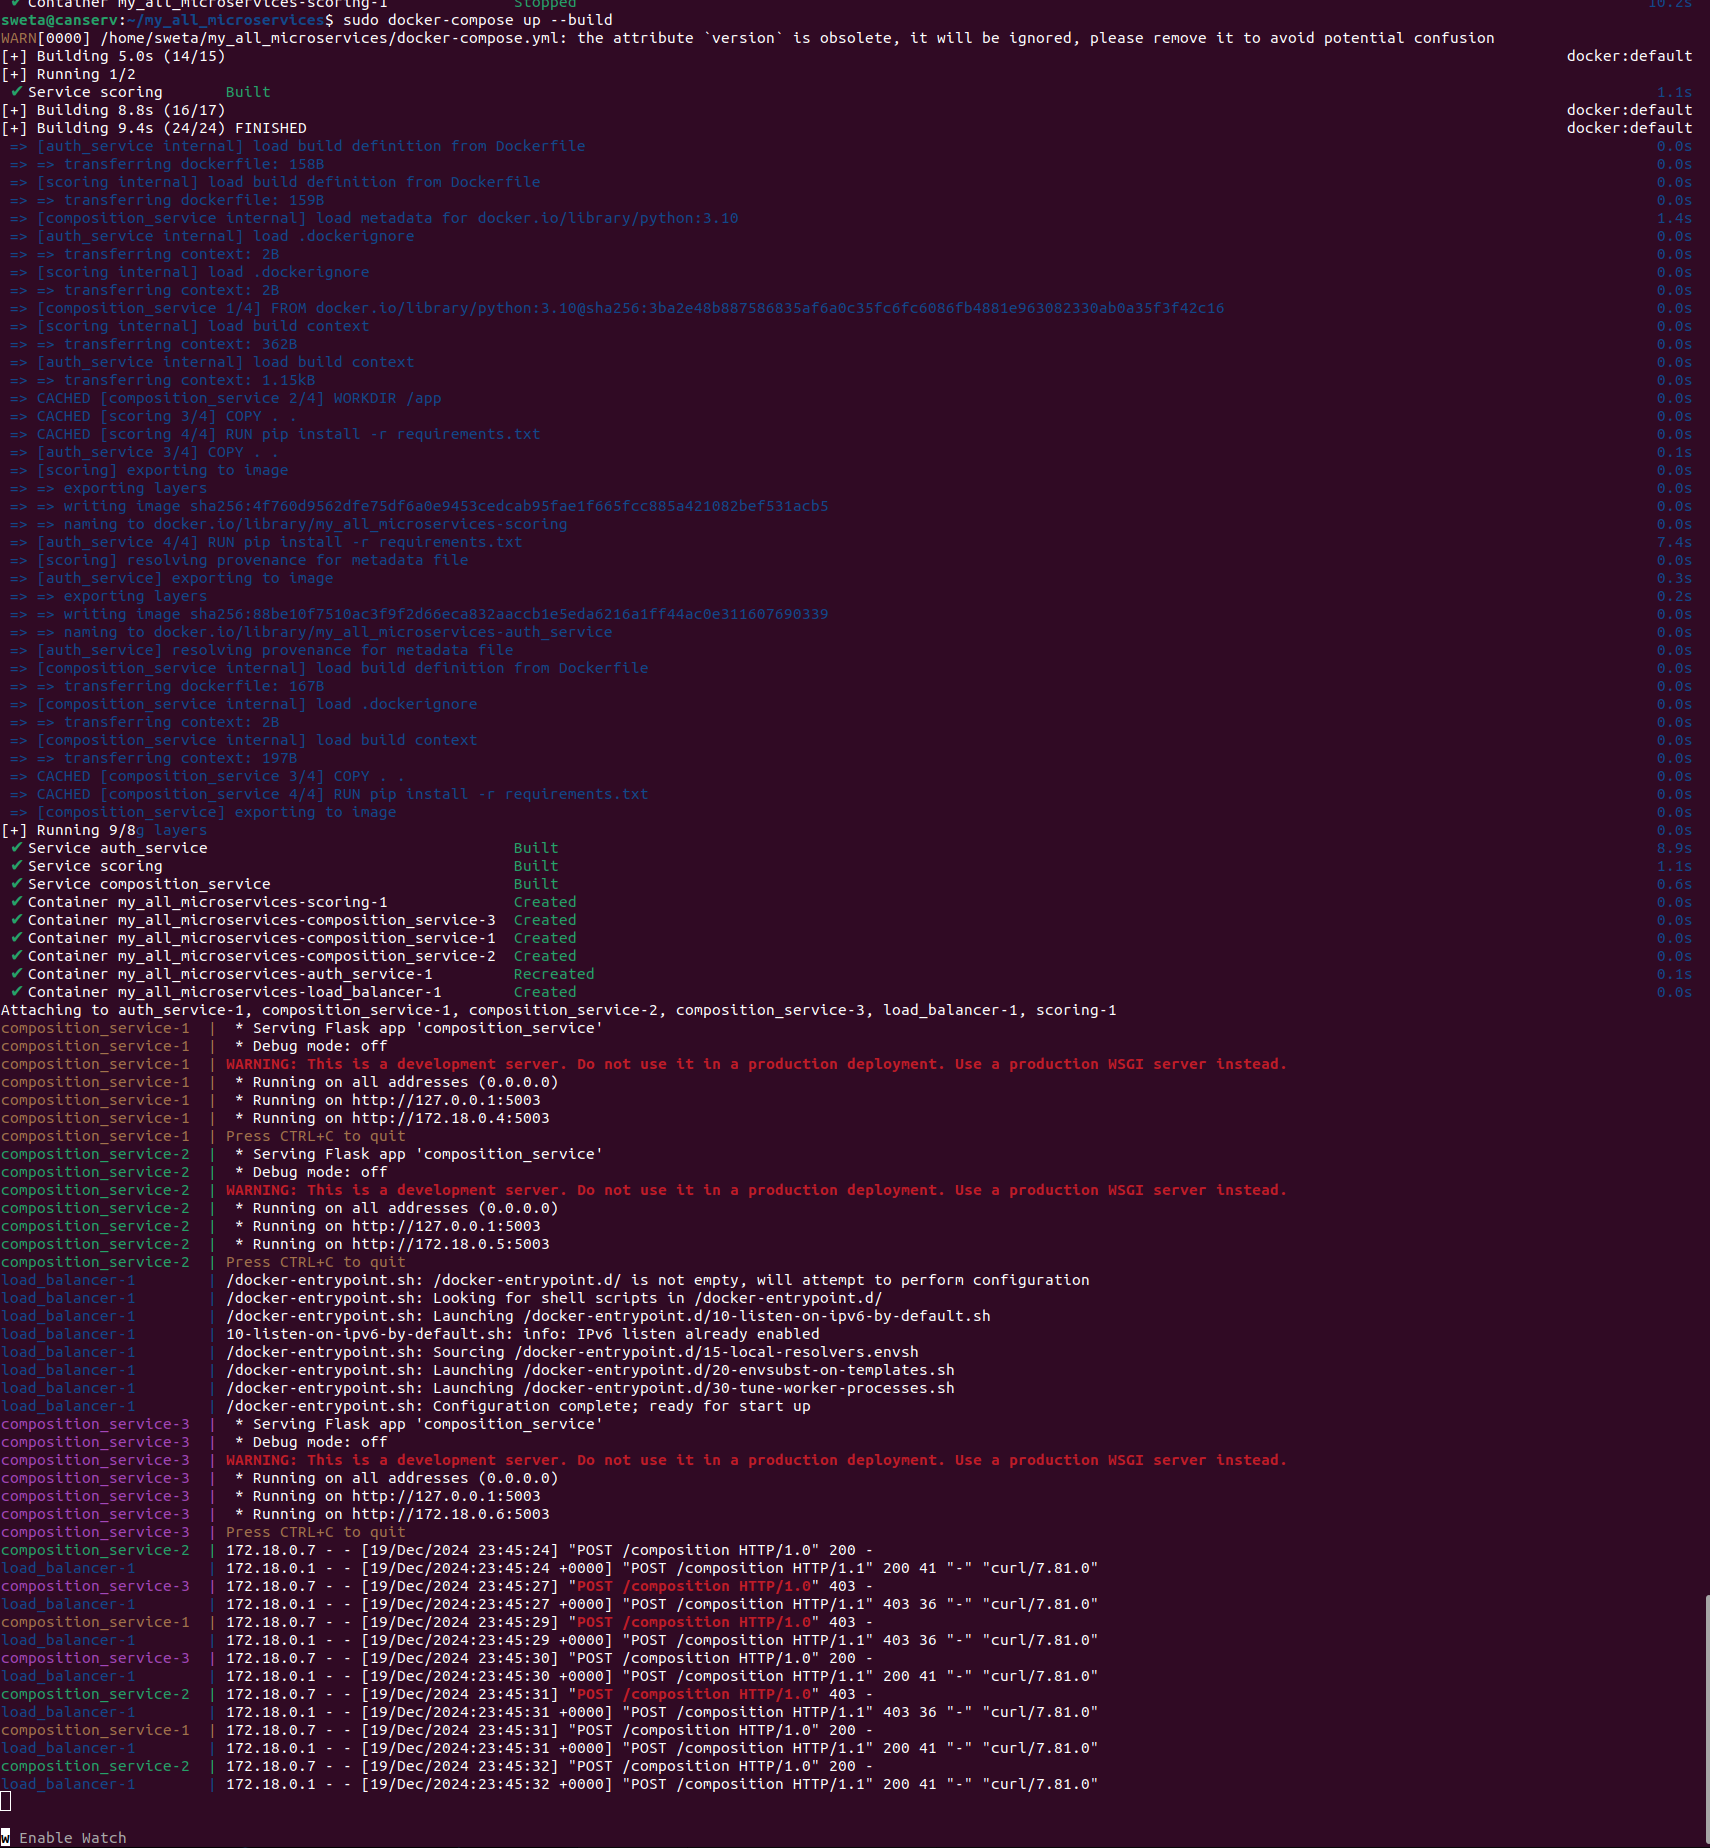 ✔ Container my_all_microservices-scoring-1 Stopped 10.2s
sweta@canserv:~/my_all_microservices$ sudo docker-compose up --build
WARN[0000] /home/sweta/my_all_microservices/docker-compose.yml: the attribute `version` is obsolete, it will be ignored, please remove it to avoid potential confusion
[+] Building 5.0s (14/15) docker:default
[+] Running 1/2
✔ Service scoring Built 1.1s
[+] Building 8.8s (16/17) docker:default
[+] Building 9.4s (24/24) FINISHED docker:default
=> [auth_service internal] load build definition from Dockerfile 0.0s
=> => transferring dockerfile: 158B 0.0s
=> [scoring internal] load build definition from Dockerfile 0.0s
=> => transferring dockerfile: 159B 0.0s
=> [composition_service internal] load metadata for docker.io/library/python:3.10 1.4s
=> [auth_service internal] load .dockerignore 0.0s
=> => transferring context: 2B 0.0s
=> [scoring internal] load .dockerignore 0.0s
=> => transferring context: 2B 0.0s
=> [composition_service 1/4] FROM docker.io/library/python:3.10@sha256:3ba2e48b887586835af6a0c35fc6fc6086fb4881e963082330ab0a35f3f42c16 0.0s
=> [scoring internal] load build context 0.0s
=> => transferring context: 362B 0.0s
=> [auth_service internal] load build context 0.0s
=> => transferring context: 1.15kB 0.0s
=> CACHED [composition_service 2/4] WORKDIR /app 0.0s
=> CACHED [scoring 3/4] COPY . . 0.0s
=> CACHED [scoring 4/4] RUN pip install -r requirements.txt 0.0s
=> [auth_service 3/4] COPY . . 0.1s
=> [scoring] exporting to image 0.0s
=> => exporting layers 0.0s
=> => writing image sha256:4f760d9562dfe75df6a0e9453cedcab95fae1f665fcc885a421082bef531acb5 0.0s
=> => naming to docker.io/library/my_all_microservices-scoring 0.0s
=> [auth_service 4/4] RUN pip install -r requirements.txt 7.4s
=> [scoring] resolving provenance for metadata file 0.0s
=> [auth_service] exporting to image 0.3s
=> => exporting layers 0.2s
=> => writing image sha256:88be10f7510ac3f9f2d66eca832aaccb1e5eda6216a1ff44ac0e311607690339 0.0s
=> => naming to docker.io/library/my_all_microservices-auth_service 0.0s
=> [auth_service] resolving provenance for metadata file 0.0s
=> [composition_service internal] load build definition from Dockerfile 0.0s
=> => transferring dockerfile: 167B 0.0s
=> [composition_service internal] load .dockerignore 0.0s
=> => transferring context: 2B 0.0s
=> [composition_service internal] load build context 0.0s
=> => transferring context: 197B 0.0s
=> CACHED [composition_service 3/4] COPY . . 0.0s
=> CACHED [composition_service 4/4] RUN pip install -r requirements.txt 0.0s
=> [composition_service] exporting to image 0.0s
[+] Running 9/8g layers 0.0s
✔ Service auth_service Built 8.9s
✔ Service scoring Built 1.1s
✔ Service composition_service Built 0.6s
✔ Container my_all_microservices-scoring-1 Created 0.0s
✔ Container my_all_microservices-composition_service-3 Created 0.0s
✔ Container my_all_microservices-composition_service-1 Created 0.0s
✔ Container my_all_microservices-composition_service-2 Created 0.0s
✔ Container my_all_microservices-auth_service-1 Recreated 0.1s
✔ Container my_all_microservices-load_balancer-1 Created 0.0s
Attaching to auth_service-1, composition_service-1, composition_service-2, composition_service-3, load_balancer-1, scoring-1
composition_service-1 | * Serving Flask app 'composition_service'
composition_service-1 | * Debug mode: off
composition_service-1 | WARNING: This is a development server. Do not use it in a production deployment. Use a production WSGI server instead.
composition_service-1 | * Running on all addresses (0.0.0.0)
composition_service-1 | * Running on http://127.0.0.1:5003
composition_service-1 | * Running on http://172.18.0.4:5003
composition_service-1 | Press CTRL+C to quit
composition_service-2 | * Serving Flask app 'composition_service'
composition_service-2 | * Debug mode: off
composition_service-2 | WARNING: This is a development server. Do not use it in a production deployment. Use a production WSGI server instead.
composition_service-2 | * Running on all addresses (0.0.0.0)
composition_service-2 | * Running on http://127.0.0.1:5003
composition_service-2 | * Running on http://172.18.0.5:5003
composition_service-2 | Press CTRL+C to quit
load_balancer-1 | /docker-entrypoint.sh: /docker-entrypoint.d/ is not empty, will attempt to perform configuration
load_balancer-1 | /docker-entrypoint.sh: Looking for shell scripts in /docker-entrypoint.d/
load_balancer-1 | /docker-entrypoint.sh: Launching /docker-entrypoint.d/10-listen-on-ipv6-by-default.sh
load_balancer-1 | 10-listen-on-ipv6-by-default.sh: info: IPv6 listen already enabled
load_balancer-1 | /docker-entrypoint.sh: Sourcing /docker-entrypoint.d/15-local-resolvers.envsh
load_balancer-1 | /docker-entrypoint.sh: Launching /docker-entrypoint.d/20-envsubst-on-templates.sh
load_balancer-1 | /docker-entrypoint.sh: Launching /docker-entrypoint.d/30-tune-worker-processes.sh
load_balancer-1 | /docker-entrypoint.sh: Configuration complete; ready for start up
composition_service-3 | * Serving Flask app 'composition_service'
composition_service-3 | * Debug mode: off
composition_service-3 | WARNING: This is a development server. Do not use it in a production deployment. Use a production WSGI server instead.
composition_service-3 | * Running on all addresses (0.0.0.0)
composition_service-3 | * Running on http://127.0.0.1:5003
composition_service-3 | * Running on http://172.18.0.6:5003
composition_service-3 | Press CTRL+C to quit
composition_service-2 | 172.18.0.7 - - [19/Dec/2024 23:45:24] "POST /composition HTTP/1.0" 200 -
load_balancer-1 | 172.18.0.1 - - [19/Dec/2024:23:45:24 +0000] "POST /composition HTTP/1.1" 200 41 "-" "curl/7.81.0"
composition_service-3 | 172.18.0.7 - - [19/Dec/2024 23:45:27] "POST /composition HTTP/1.0" 403 -
load_balancer-1 | 172.18.0.1 - - [19/Dec/2024:23:45:27 +0000] "POST /composition HTTP/1.1" 403 36 "-" "curl/7.81.0"
composition_service-1 | 172.18.0.7 - - [19/Dec/2024 23:45:29] "POST /composition HTTP/1.0" 403 -
load_balancer-1 | 172.18.0.1 - - [19/Dec/2024:23:45:29 +0000] "POST /composition HTTP/1.1" 403 36 "-" "curl/7.81.0"
composition_service-3 | 172.18.0.7 - - [19/Dec/2024 23:45:30] "POST /composition HTTP/1.0" 200 -
load_balancer-1 | 172.18.0.1 - - [19/Dec/2024:23:45:30 +0000] "POST /composition HTTP/1.1" 200 41 "-" "curl/7.81.0"
composition_service-2 | 172.18.0.7 - - [19/Dec/2024 23:45:31] "POST /composition HTTP/1.0" 403 -
load_balancer-1 | 172.18.0.1 - - [19/Dec/2024:23:45:31 +0000] "POST /composition HTTP/1.1" 403 36 "-" "curl/7.81.0"
composition_service-1 | 172.18.0.7 - - [19/Dec/2024 23:45:31] "POST /composition HTTP/1.0" 200 -
load_balancer-1 | 172.18.0.1 - - [19/Dec/2024:23:45:31 +0000] "POST /composition HTTP/1.1" 200 41 "-" "curl/7.81.0"
composition_service-2 | 172.18.0.7 - - [19/Dec/2024 23:45:32] "POST /composition HTTP/1.0" 200 -
load_balancer-1 | 172.18.0.1 - - [19/Dec/2024:23:45:32 +0000] "POST /composition HTTP/1.1" 200 41 "-" "curl/7.81.0"
w Enable Watch